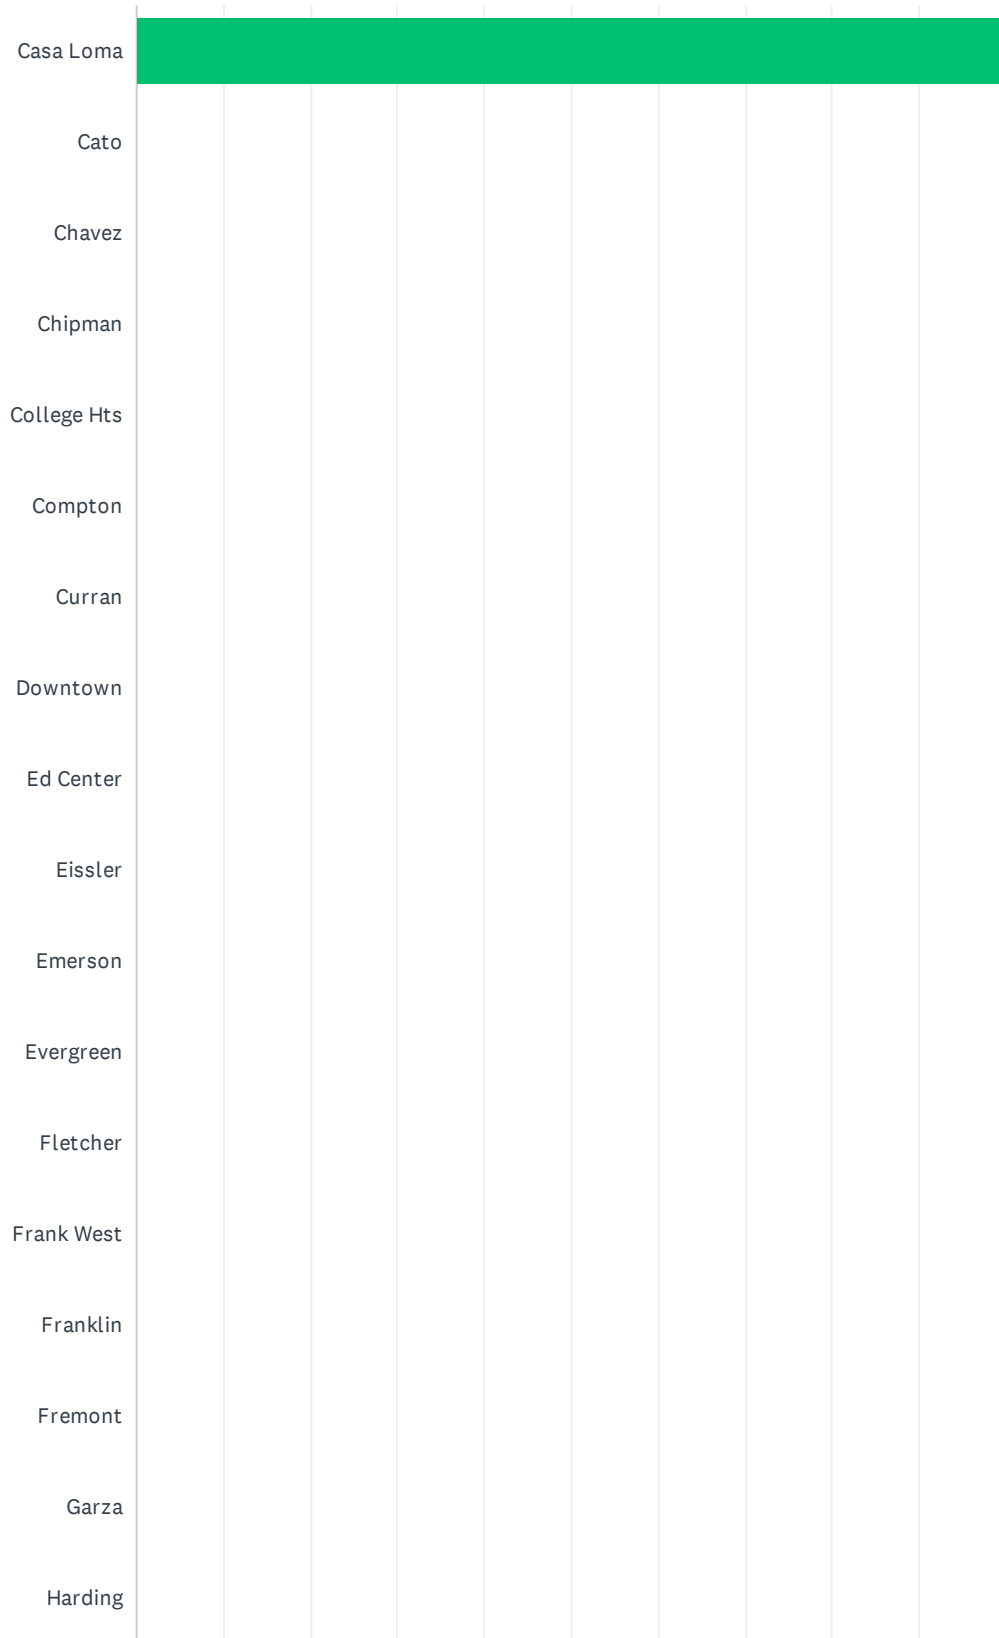 Casa Loma
Cato
Chavez
Chipman
College Hts
Compton
Curran
Downtown
Ed Center
Eissler
Emerson
Evergreen
Fletcher
Frank West
Franklin
Fremont
Garza
Harding